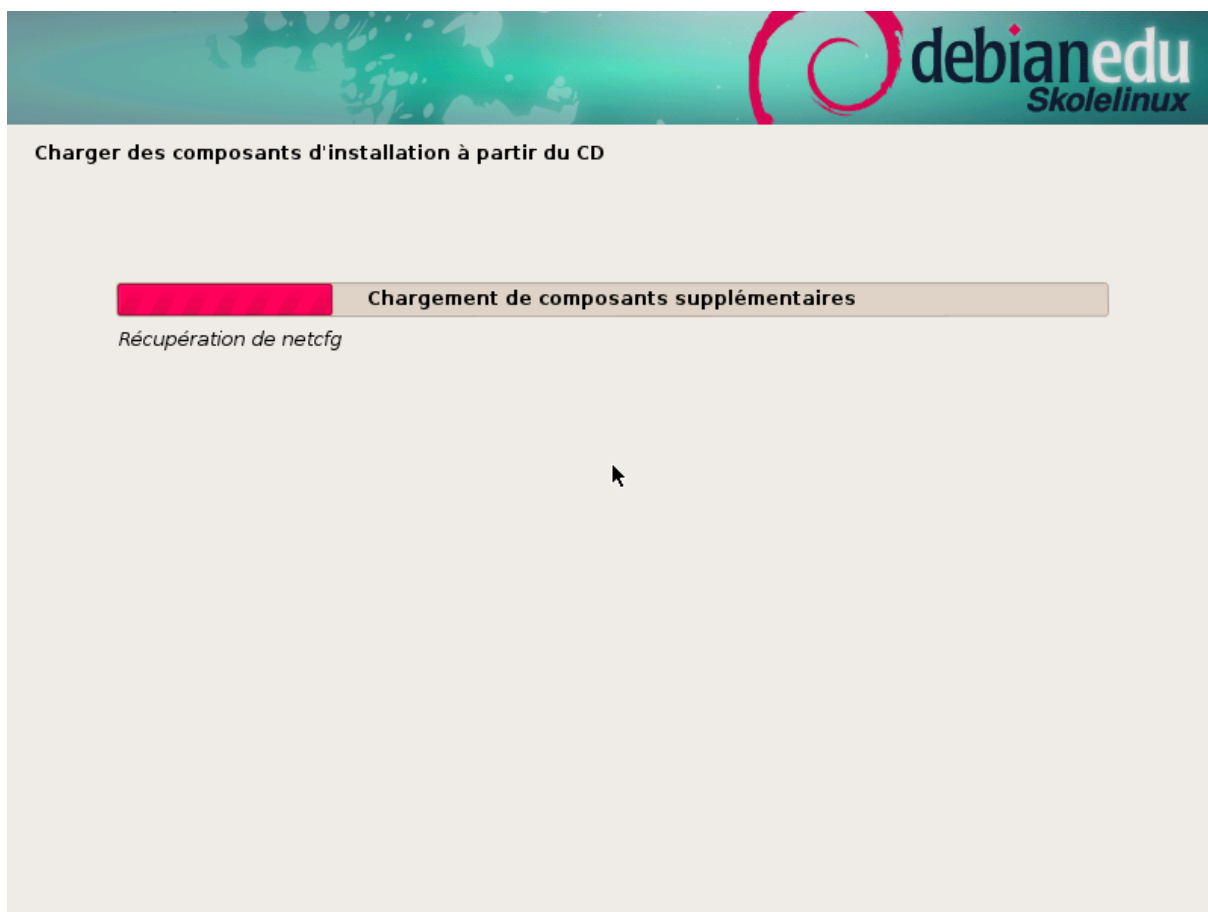 debianedu
Skolelinux
Charger des composants d'installation à partir du CD
Chargement de composants supplémentaires
Récupération de netcfg